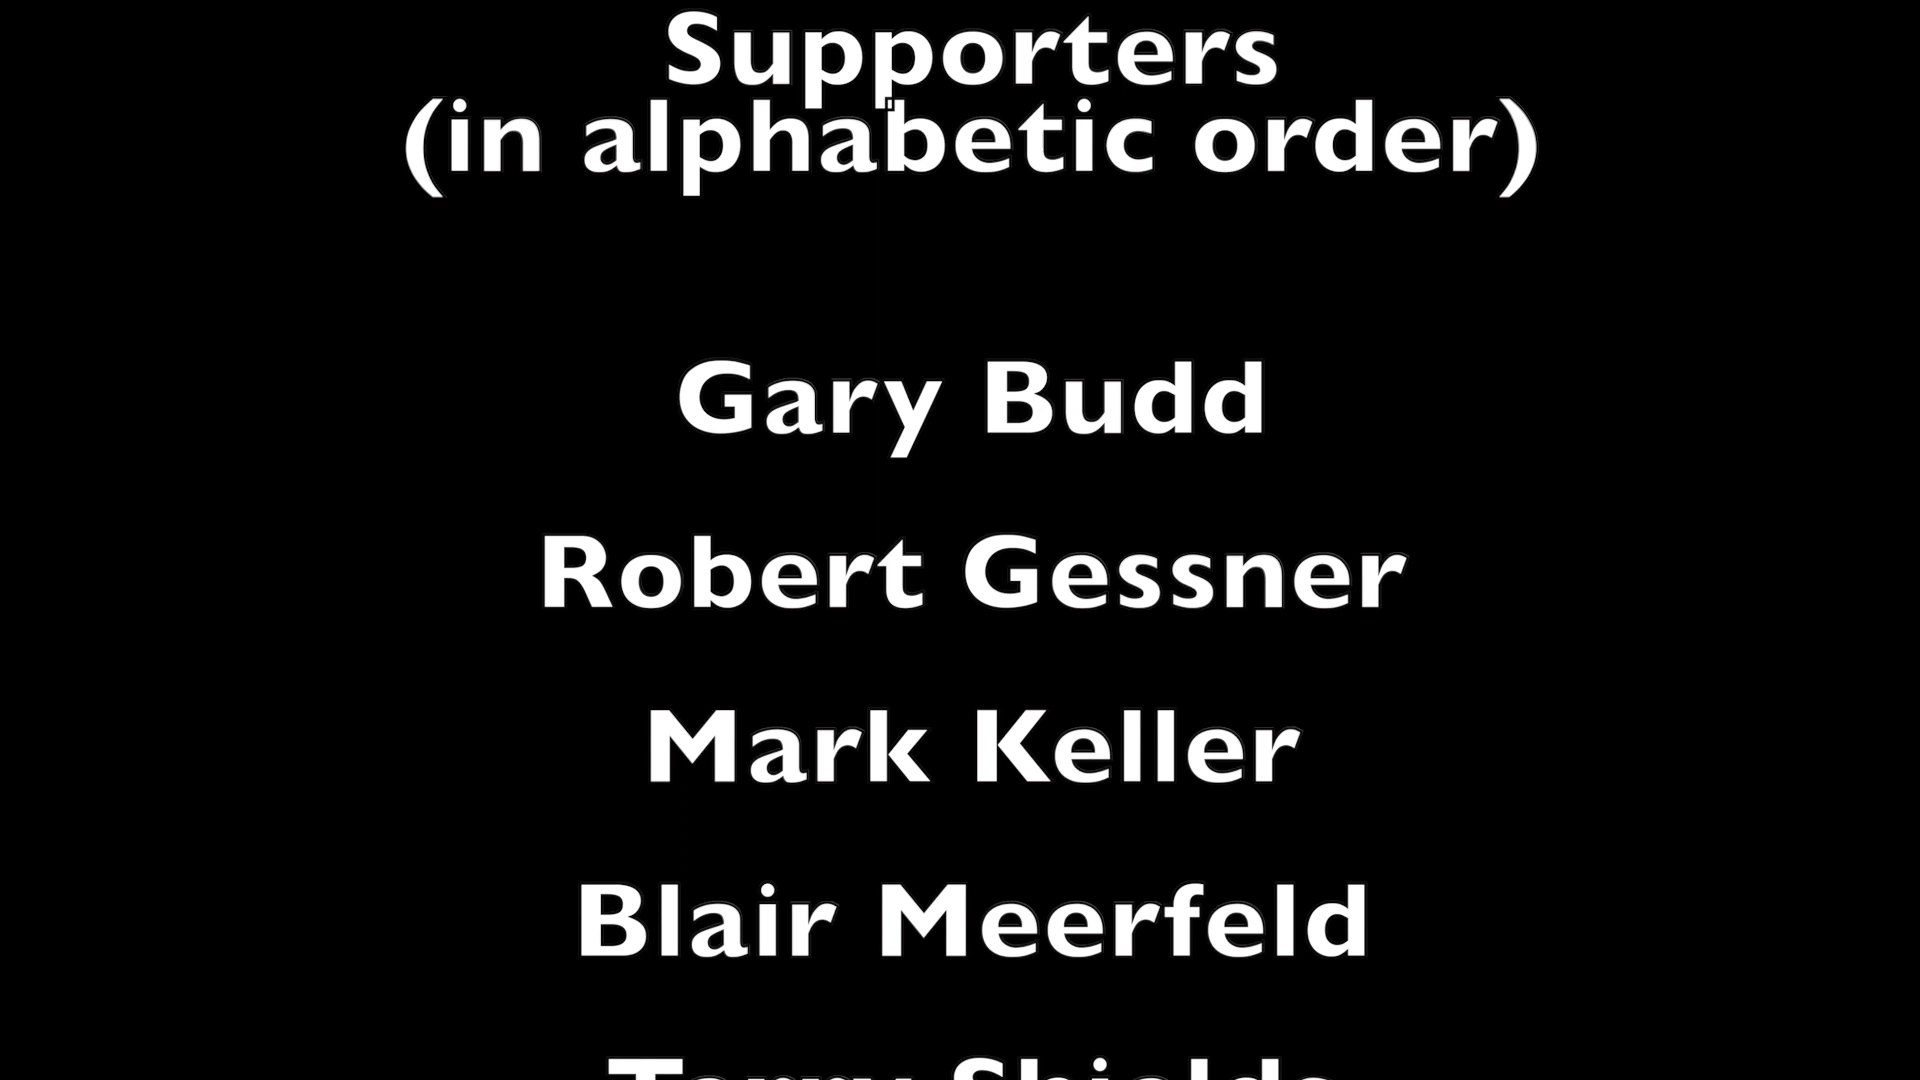 Supporters
(in alphabetic order)
Gary Budd
Robert Gessner
Mark Keller
Blair Meerfeld